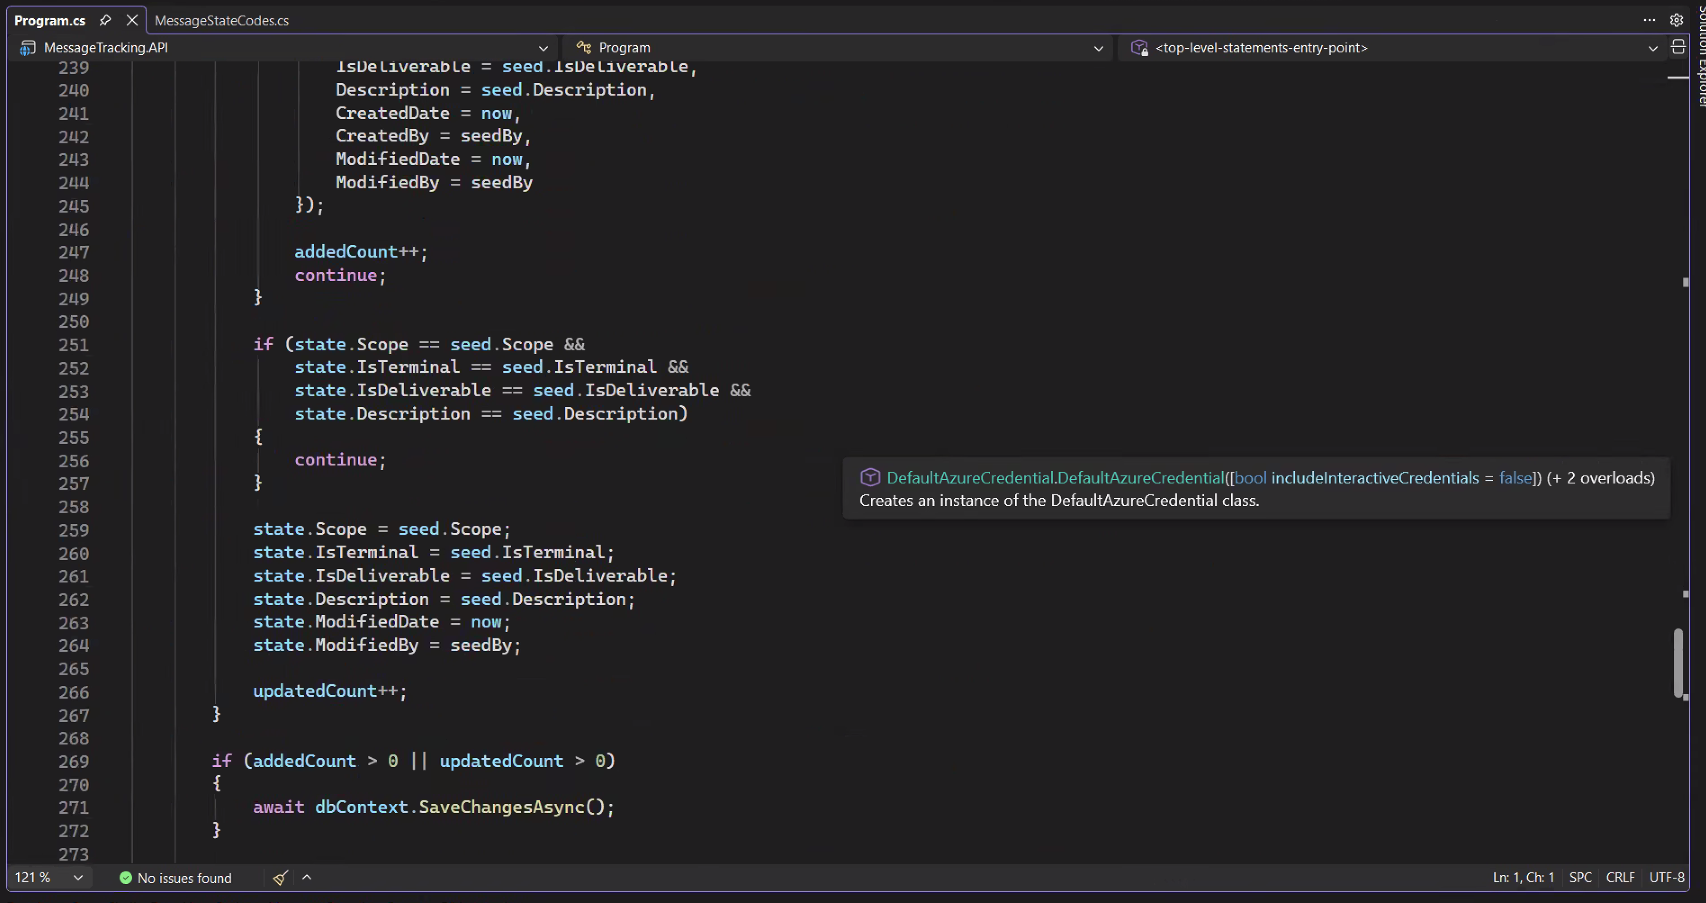 Program.cs
MessageStateCodes.cs
MessageTracking.API
Program
<top-level-statements-entry-point>
Solution Explorer
239 IsDeliverable = seed.IsDeliverable,
240 Description = seed.Description,
241 CreatedDate = now,
242 CreatedBy = seedBy,
243 ModifiedDate = now,
244 ModifiedBy = seedBy
245 });
246
247 addedCount++;
248 continue;
249 }
250
251 if (state.Scope == seed.Scope &&
252 state.IsTerminal == seed.IsTerminal &&
253 state.IsDeliverable == seed.IsDeliverable &&
254 state.Description == seed.Description)
255 {
256 continue;
257 }
258
259 state.Scope = seed.Scope;
260 state.IsTerminal = seed.IsTerminal;
261 state.IsDeliverable = seed.IsDeliverable;
262 state.Description = seed.Description;
263 state.ModifiedDate = now;
264 state.ModifiedBy = seedBy;
265
266 updatedCount++;
267 }
268
269 if (addedCount > 0 || updatedCount > 0)
270 {
271 await dbContext.SaveChangesAsync();
272 }
273
DefaultAzureCredential.DefaultAzureCredential([bool includeInteractiveCredentials = false]) (+ 2 overloads)
Creates an instance of the DefaultAzureCredential class.
121 %
No issues found
Ln: 1, Ch: 1
SPC
CRLF
UTF-8